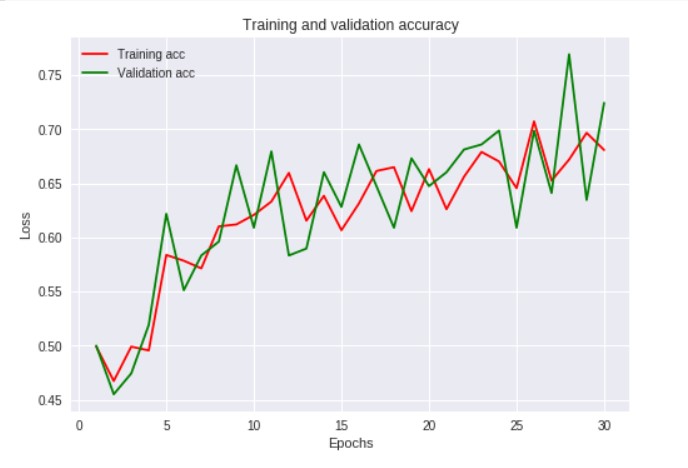 Training and validation accuracy
Training acc
Validation acc
0.75
0.70
0.65
0.60
0.55
0.50
0.45
Loss
0 5 10 15 20 25 30
Epochs